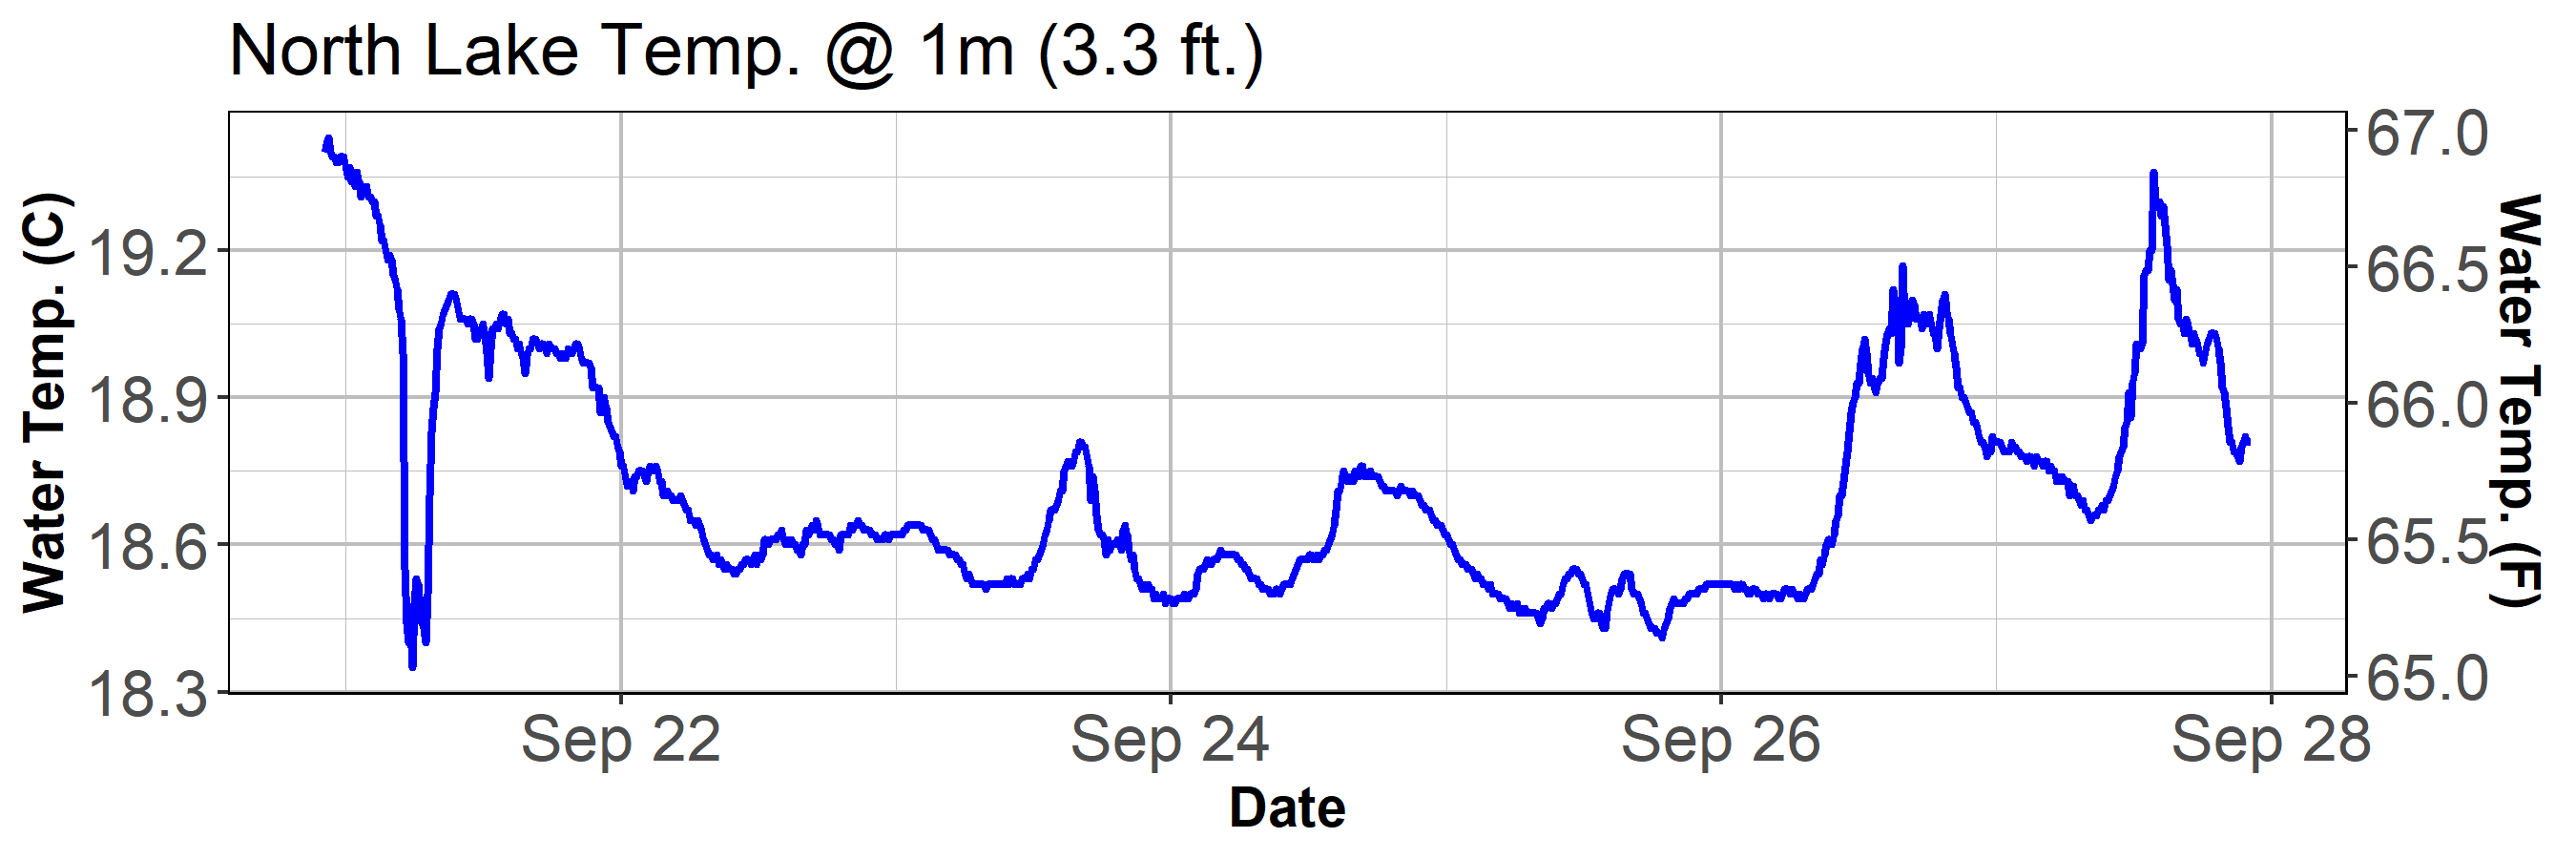 North Lake Temp. @ 1m (3.3 ft.)
Water Temp. (C)
19.2
18.9
18.6
18.3
67.0
66.5
66.0
65.5
65.0
Water Temp. (F)
Sep 22
Sep 24
Sep 26
Sep 28
Date